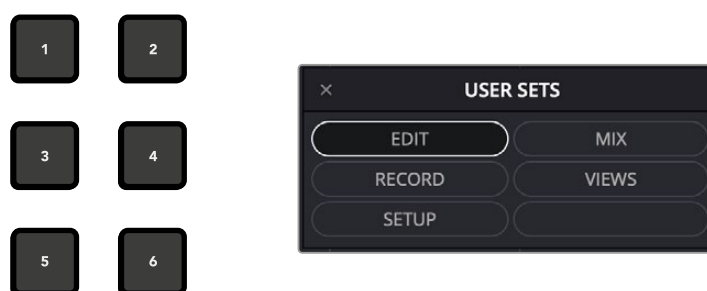 1 2
3 4
5 6
× USER SETS
EDIT MIX
RECORD VIEWS
SETUP